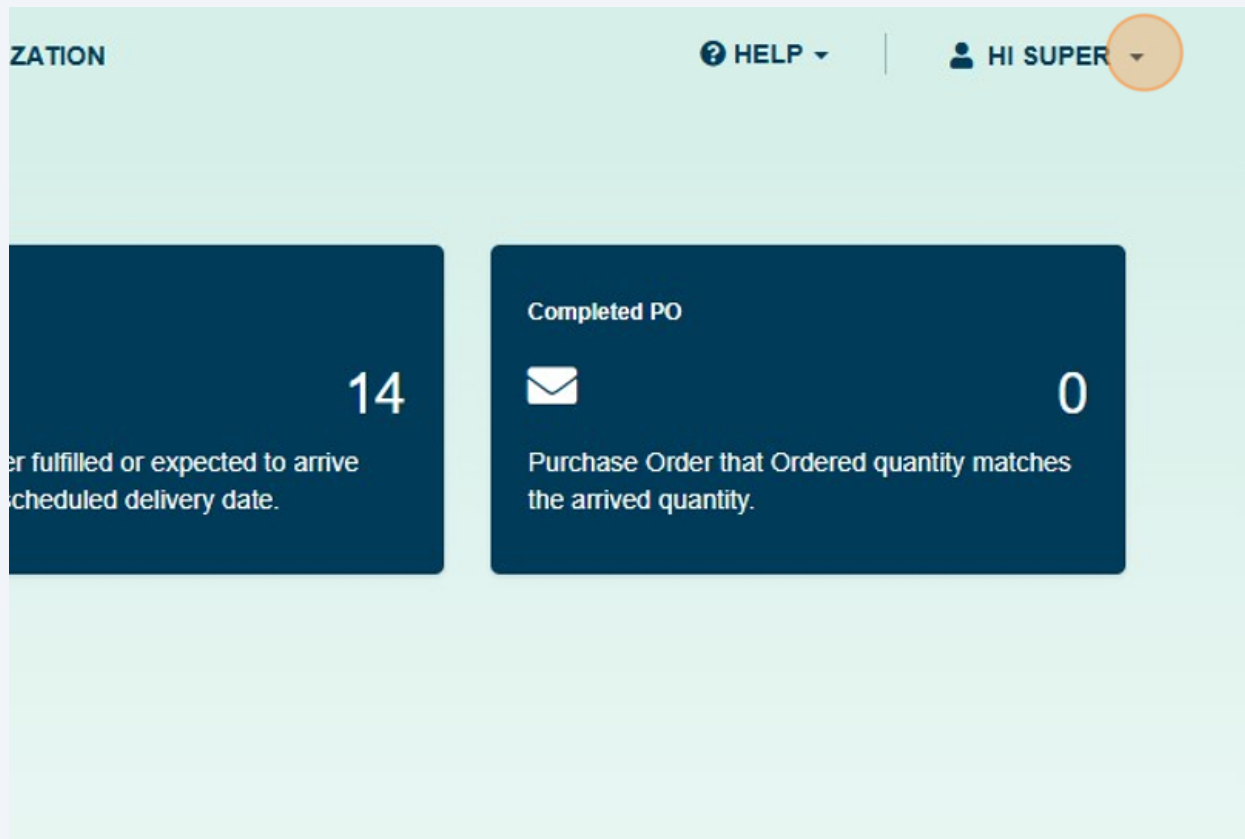 ZATION
HELP
HI SUPER
14
er fulfilled or expected to arrive
scheduled delivery date.
Completed PO
0
Purchase Order that Ordered quantity matches
the arrived quantity.